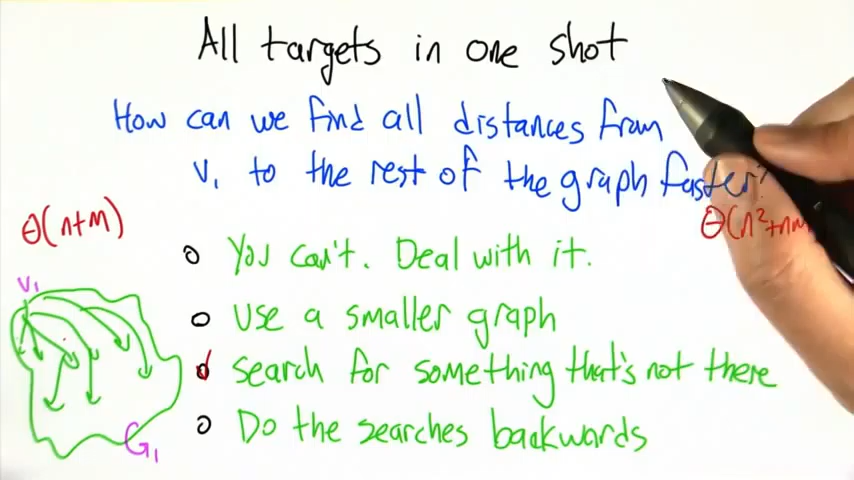 All targets in one shot
How can we find all distances from
v₁ to the rest of the graph faster?
Θ(n+m)
Θ(n²+nm
You can't. Deal with it.
Use a smaller graph
Search for something that's not there
Do the searches backwards
V₁
G₁